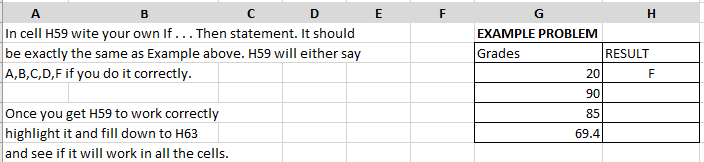 A B C D E F G H
In cell H59 wite your own If . . . Then statement. It should EXAMPLE PROBLEM
be exactly the same as Example above. H59 will either say Grades RESULT
A,B,C,D,F if you do it correctly. 20 F
90
Once you get H59 to work correctly 85
highlight it and fill down to H63 69.4
and see if it will work in all the cells.